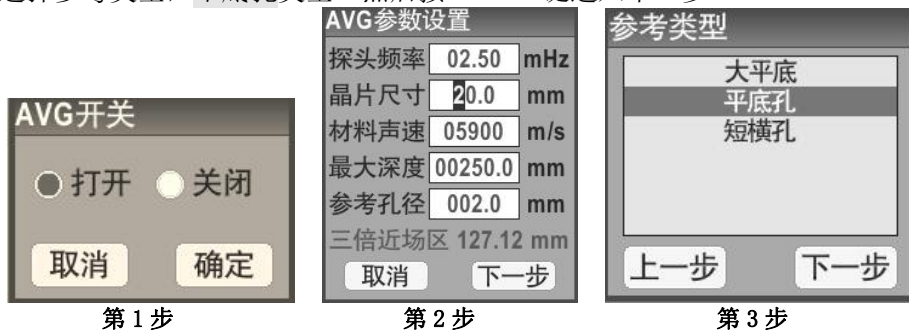 AVG开关
打开 关闭
取消 确定
第1步
AVG参数设置
探头频率 02.50 mHz
晶片尺寸 20.0 mm
材料声速 05900 m/s
最大深度 00250.0 mm
参考孔径 002.0 mm
三倍近场区 127.12 mm
取消 下一步
第2步
参考类型
大平底
平底孔
短横孔
上一步 下一步
第3步